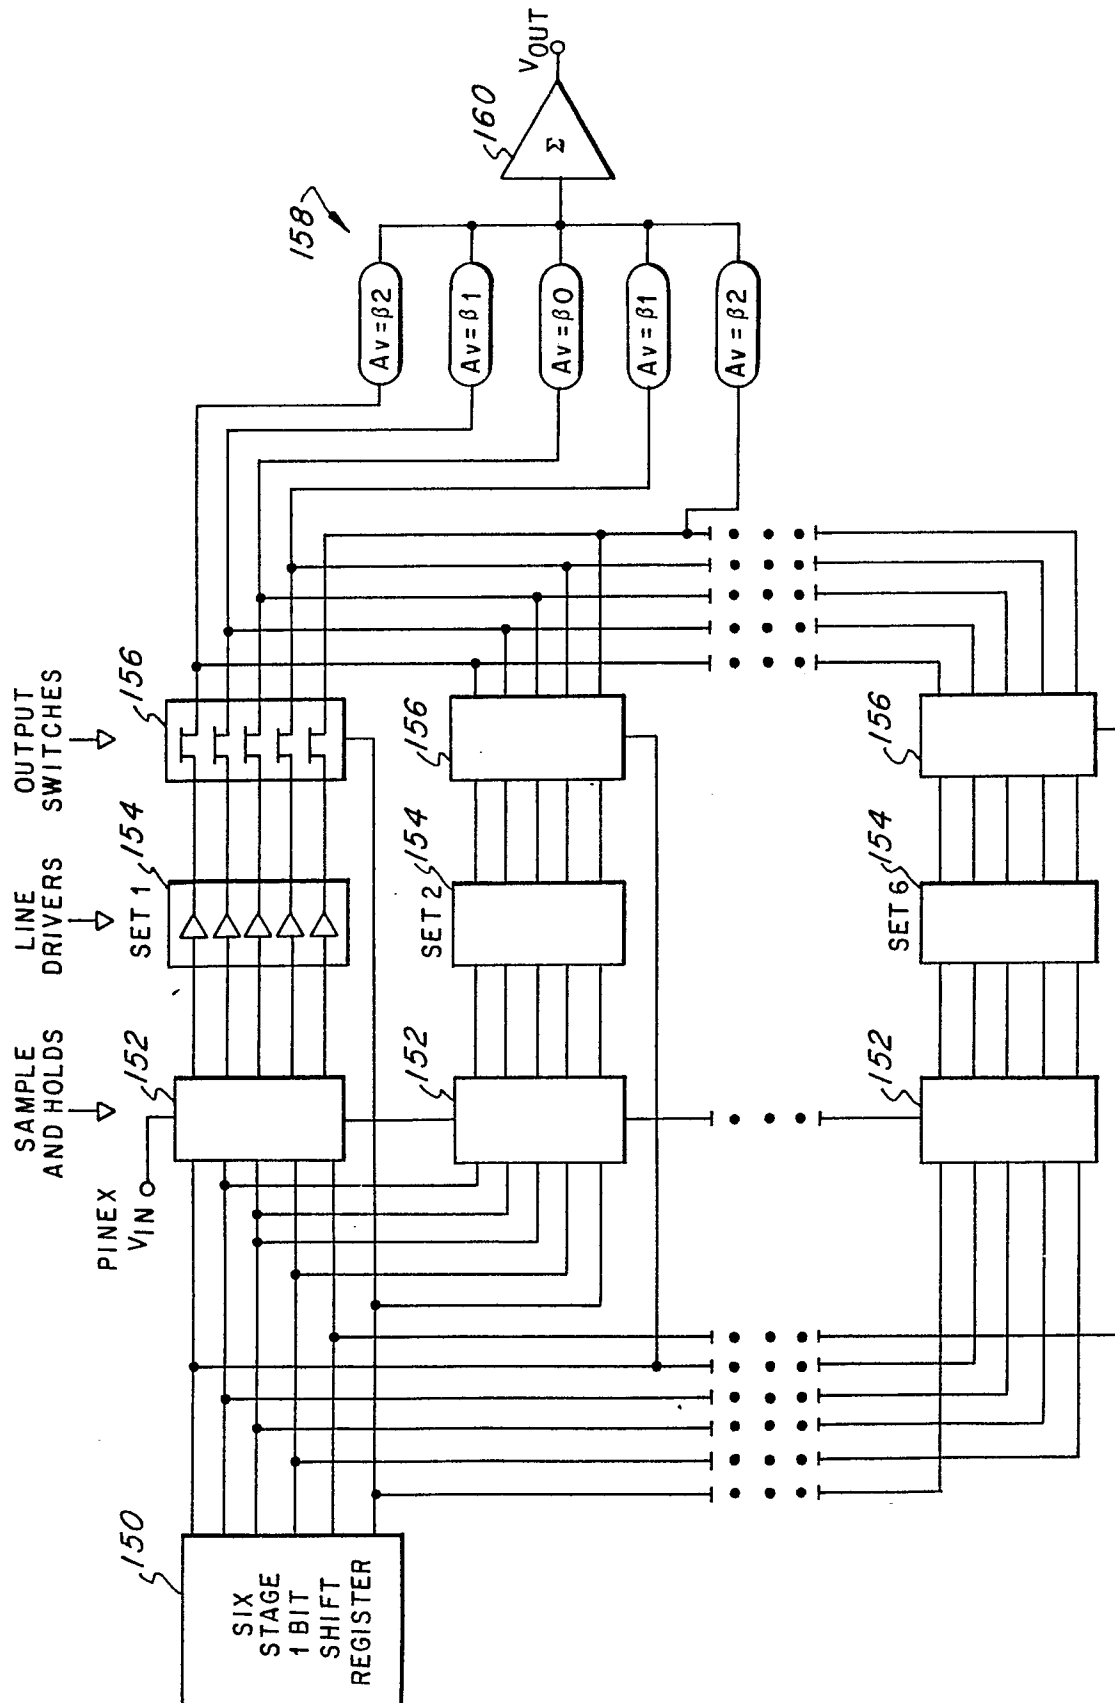 SAMPLE
AND HOLDS
LINE
DRIVERS
OUTPUT
SWITCHES
150
SIX
STAGE
1 BIT
SHIFT
REGISTER
PINEX
VIN
152
SET 1
154
156
158
Av=β2
Av=β1
Av=β0
Av=β1
Av=β2
160
Σ
VOUT
152
SET 2
154
156
152
SET 6
154
156